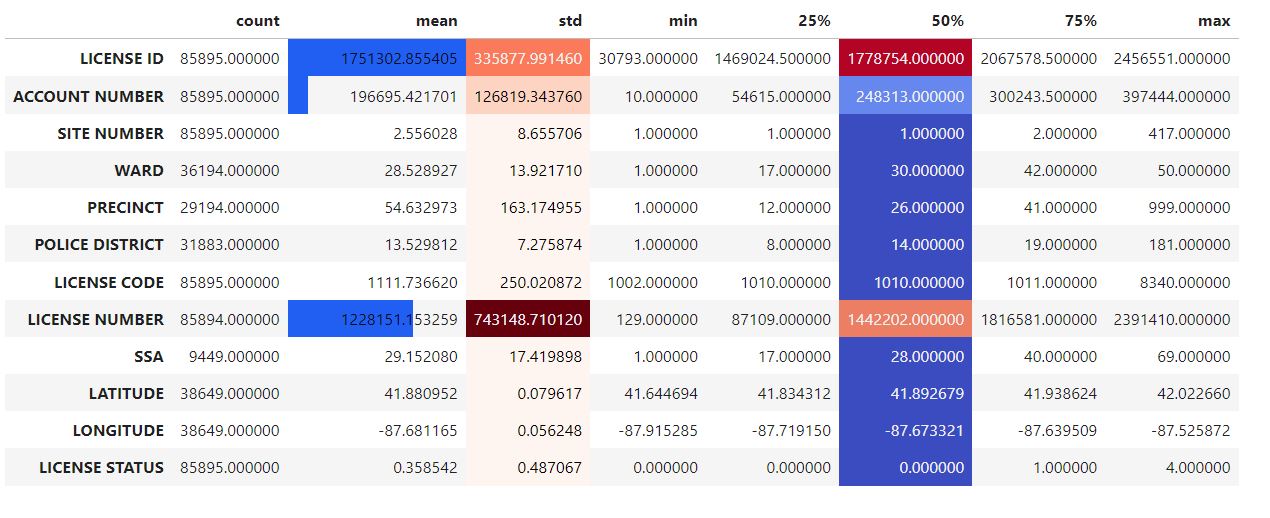 count mean std min 25% 50% 75% max
LICENSE ID 85895.000000 1751302.855405 335877.991460 30793.000000 1469024.500000 1778754.000000 2067578.500000 2456551.000000
ACCOUNT NUMBER 85895.000000 196695.421701 126819.343760 10.000000 54615.000000 248313.000000 300243.500000 397444.000000
SITE NUMBER 85895.000000 2.556028 8.655706 1.000000 1.000000 1.000000 2.000000 417.000000
WARD 36194.000000 28.528927 13.921710 1.000000 17.000000 30.000000 42.000000 50.000000
PRECINCT 29194.000000 54.632973 163.174955 1.000000 12.000000 26.000000 41.000000 999.000000
POLICE DISTRICT 31883.000000 13.529812 7.275874 1.000000 8.000000 14.000000 19.000000 181.000000
LICENSE CODE 85895.000000 1111.736620 250.020872 1002.000000 1010.000000 1010.000000 1011.000000 8340.000000
LICENSE NUMBER 85894.000000 1228151.153259 743148.710120 129.000000 87109.000000 1442202.000000 1816581.000000 2391410.000000
SSA 9449.000000 29.152080 17.419898 1.000000 17.000000 28.000000 40.000000 69.000000
LATITUDE 38649.000000 41.880952 0.079617 41.644694 41.834312 41.892679 41.938624 42.022660
LONGITUDE 38649.000000 -87.681165 0.056248 -87.915285 -87.719150 -87.673321 -87.639509 -87.525872
LICENSE STATUS 85895.000000 0.358542 0.487067 0.000000 0.000000 0.000000 1.000000 4.000000